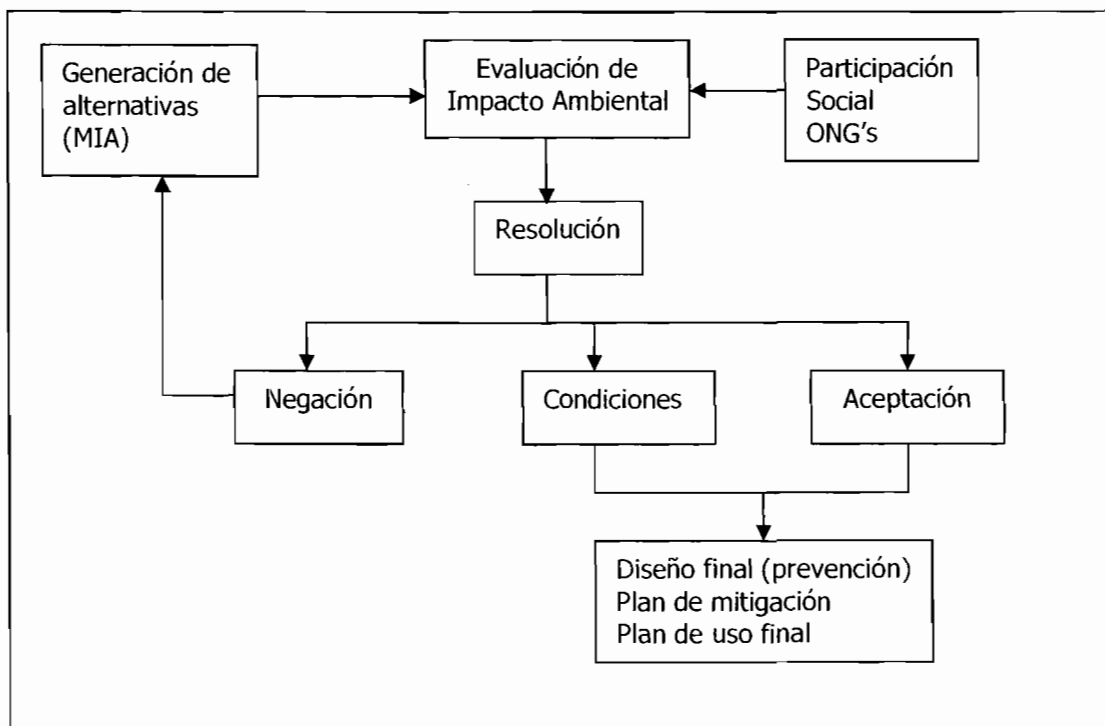 Generación de
alternativas
(MIA)
Evaluación de
Impacto Ambiental
Participación
Social
ONG's
Resolución
Negación
Condiciones
Aceptación
Diseño final (prevención)
Plan de mitigación
Plan de uso final